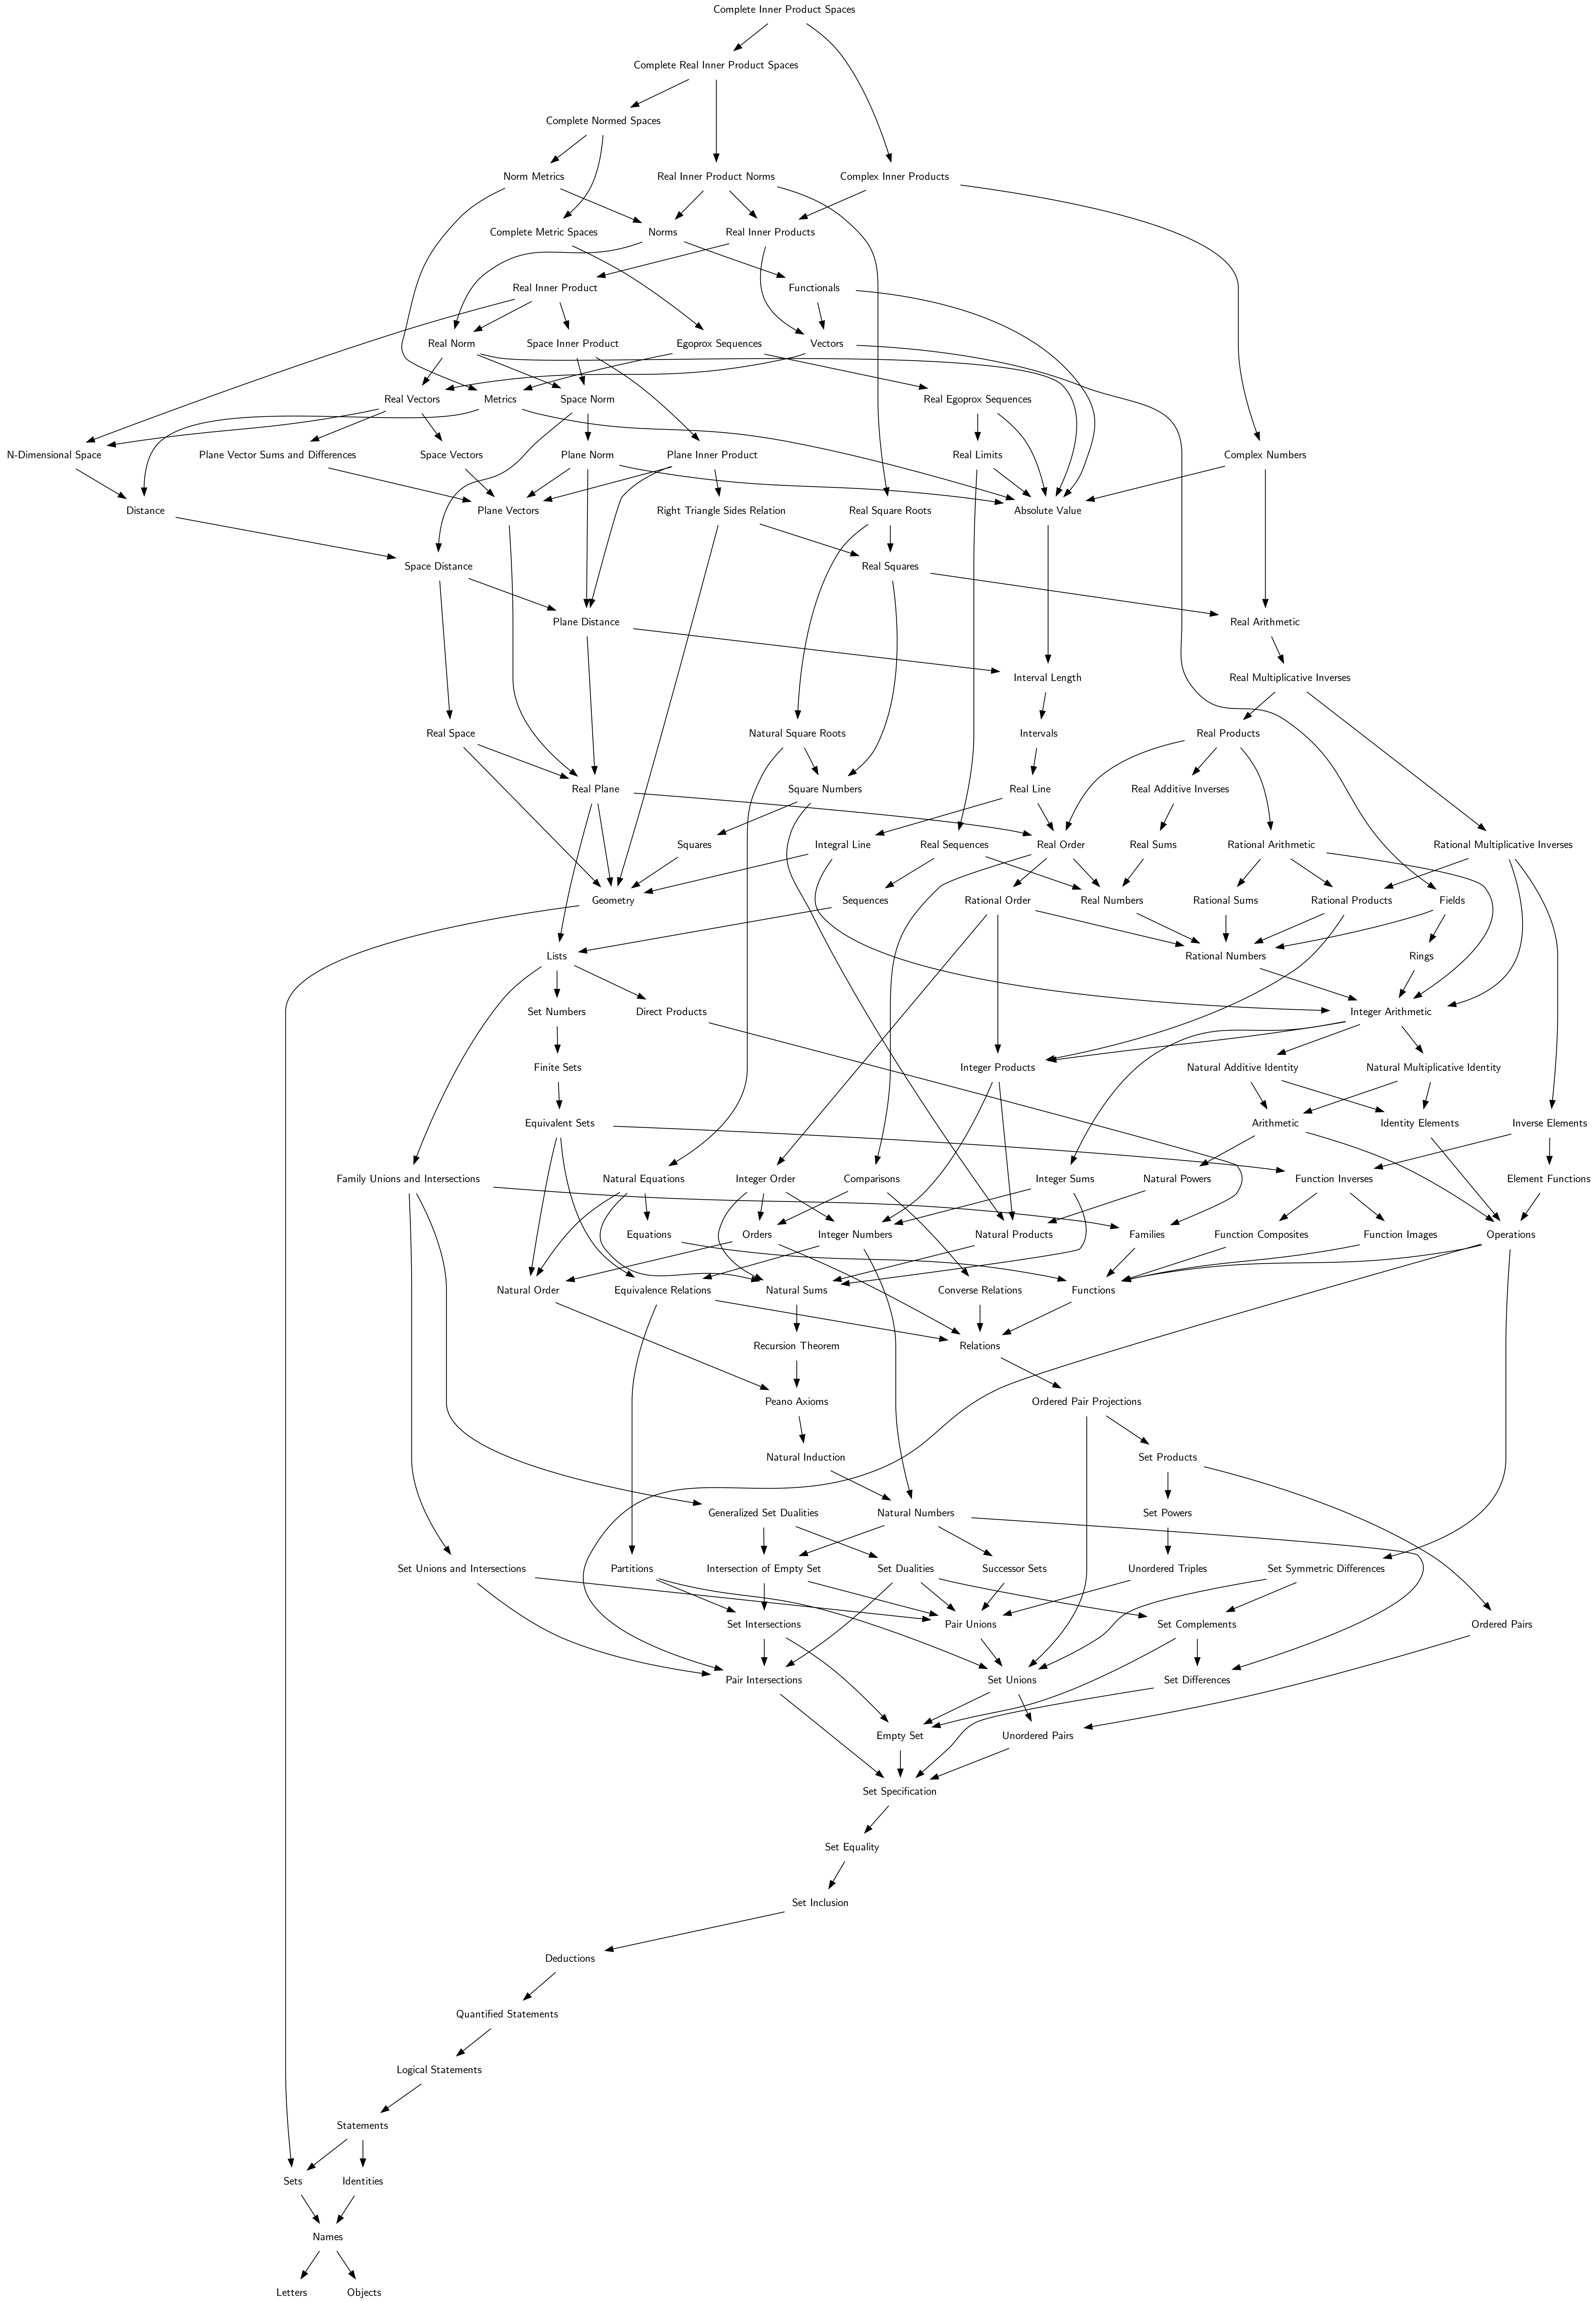 Complete Inner Product Spaces
Complete Real Inner Product Spaces
Complete Normed Spaces
Norm Metrics
Real Inner Product Norms
Complex Inner Products
Complete Metric Spaces
Norms
Real Inner Products
Real Inner Product
Functionals
Real Norm
Space Inner Product
Egoprox Sequences
Vectors
Real Vectors
Metrics
Space Norm
Real Egoprox Sequences
N-Dimensional Space
Plane Vector Sums and Differences
Space Vectors
Plane Norm
Plane Inner Product
Real Limits
Complex Numbers
Distance
Plane Vectors
Right Triangle Sides Relation
Real Square Roots
Absolute Value
Space Distance
Real Squares
Plane Distance
Real Arithmetic
Interval Length
Real Multiplicative Inverses
Real Space
Natural Square Roots
Intervals
Real Products
Real Plane
Square Numbers
Real Line
Real Additive Inverses
Squares
Integral Line
Real Sequences
Real Order
Real Sums
Rational Arithmetic
Rational Multiplicative Inverses
Geometry
Sequences
Rational Order
Real Numbers
Rational Sums
Rational Products
Fields
Lists
Rational Numbers
Rings
Set Numbers
Direct Products
Integer Arithmetic
Finite Sets
Integer Products
Natural Additive Identity
Natural Multiplicative Identity
Equivalent Sets
Arithmetic
Identity Elements
Inverse Elements
Family Unions and Intersections
Natural Equations
Integer Order
Comparisons
Integer Sums
Natural Powers
Function Inverses
Element Functions
Equations
Orders
Integer Numbers
Natural Products
Families
Function Composites
Function Images
Operations
Natural Order
Equivalence Relations
Natural Sums
Converse Relations
Functions
Recursion Theorem
Relations
Peano Axioms
Ordered Pair Projections
Natural Induction
Set Products
Generalized Set Dualities
Natural Numbers
Set Powers
Set Unions and Intersections
Partitions
Intersection of Empty Set
Set Dualities
Successor Sets
Unordered Triples
Set Symmetric Differences
Set Intersections
Pair Unions
Set Complements
Ordered Pairs
Pair Intersections
Set Unions
Set Differences
Empty Set
Unordered Pairs
Set Specification
Set Equality
Set Inclusion
Deductions
Quantified Statements
Logical Statements
Statements
Sets
Identities
Names
Letters
Objects